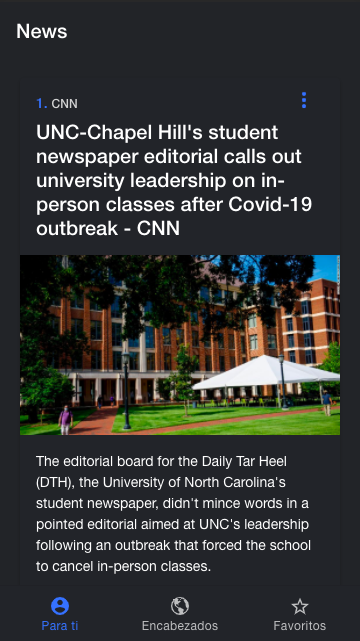 News
1. CNN
UNC-Chapel Hill's student
newspaper editorial calls out
university leadership on in-
person classes after Covid-19
outbreak - CNN
The editorial board for the Daily Tar Heel
(DTH), the University of North Carolina's
student newspaper, didn't mince words in a
pointed editorial aimed at UNC's leadership
following an outbreak that forced the school
to cancel in-person classes.
Para ti
Encabezados
Favoritos